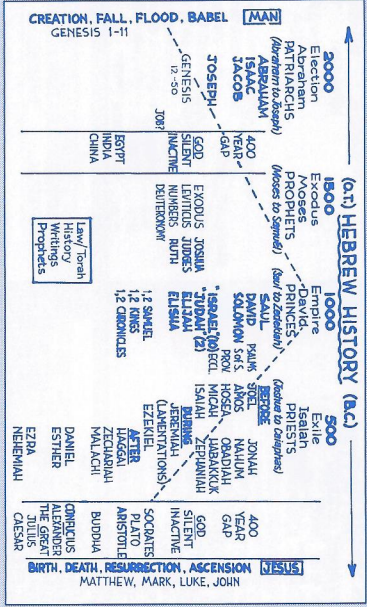 (O.T.) HEBREW HISTORY (B.C.)
2000 1500 1000 500
Election Exodus Empire Exile
Abraham Moses David Isaiah
PATRIARCHS PROPHETS PRINCES PRIESTS
(Abraham to Joseph) (Moses to Samuel) (Saul to Zedekiah) (Joshua to Caiaphas)
MAN
CREATION, FALL, FLOOD, BABEL
GENESIS 1-11
ABRAHAM
ISAAC
JACOB
JOSEPH
GENESIS
12-50
JOB?
400
YEAR
GAP
GOD
SILENT
INACTIVE
EGYPT
INDIA
CHINA
EXODUS JOSHUA
LEVITICUS JUDGES
NUMBERS RUTH
DEUTERONOMY
Law/Torah
History
Writings
Prophets
SAUL
DAVID PSALMS
SOLOMON S of S.
PROV.
"ISRAEL"(10) ECCL.
"JUDAH"(2)
ELIJAH
ELISHA
1,2 SAMUEL
1,2 KINGS
1,2 CHRONICLES
BEFORE
JOEL JONAH
AMOS NAHUM
HOSEA OBADIAH
MICAH HABAKKUK
ISAIAH ZEPHANIAH
DURING
JEREMIAH
(LAMENTATIONS)
EZEKIEL
DANIEL
ESTHER
AFTER
HAGGAI
ZECHARIAH
MALACHI
EZRA
NEHEMIAH
400
YEAR
GAP
GOD
SILENT
INACTIVE
SOCRATES
PLATO
ARISTOTLE
BUDDHA
CONFUCIUS
ALEXANDER
THE GREAT
JULIUS
CAESAR
JESUS
BIRTH, DEATH, RESURRECTION, ASCENSION
MATTHEW, MARK, LUKE, JOHN